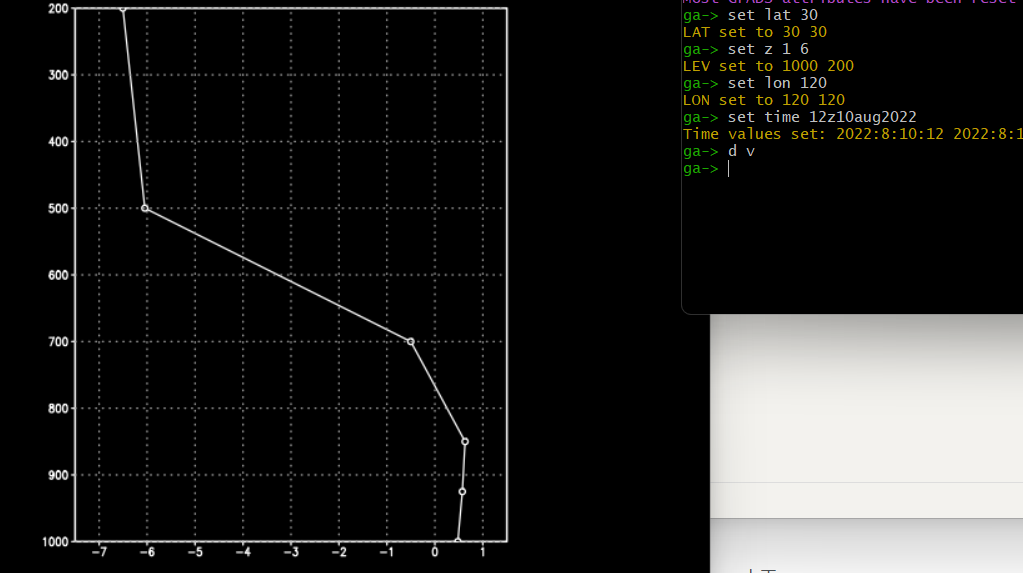 200
300
400
500
600
700
800
900
1000
-7 -6 -5 -4 -3 -2 -1 0 1
Most GrADS attributes have been reset
ga-> set lat 30
LAT set to 30 30
ga-> set z 1 6
LEV set to 1000 200
ga-> set lon 120
LON set to 120 120
ga-> set time 12z10aug2022
Time values set: 2022:8:10:12 2022:8:1
ga-> d v
ga->